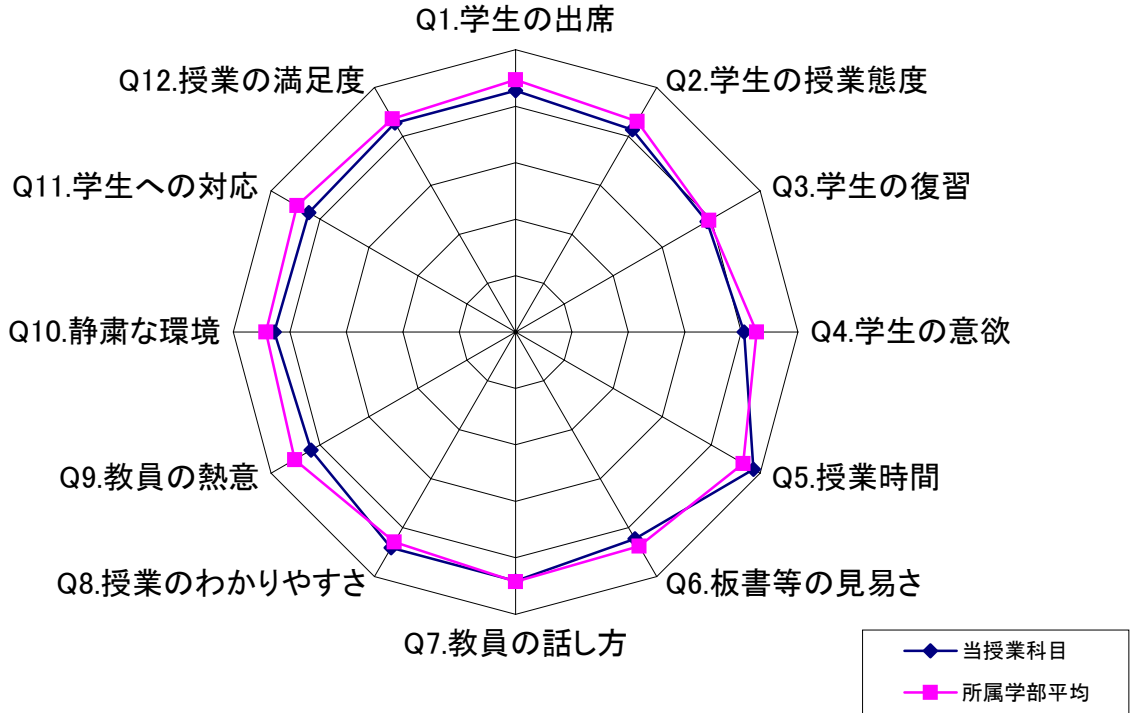 Q1.学生の出席
Q2.学生の授業態度
Q3.学生の復習
Q4.学生の意欲
Q5.授業時間
Q6.板書等の見易さ
Q7.教員の話し方
Q8.授業のわかりやすさ
Q9.教員の熱意
Q10.静粛な環境
Q11.学生への対応
Q12.授業の満足度
当授業科目
所属学部平均